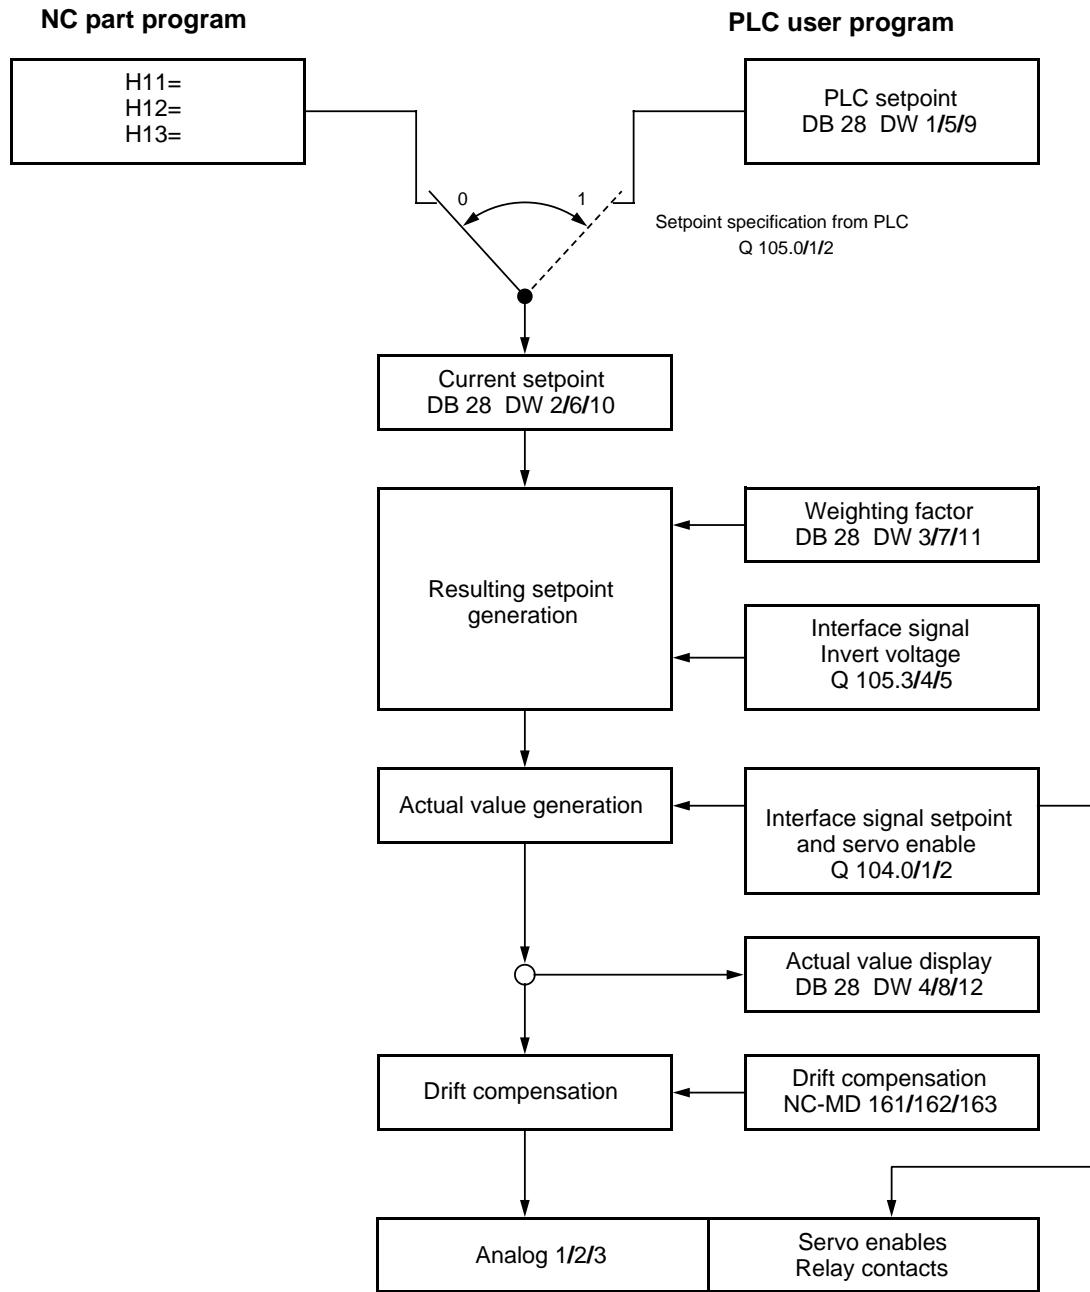 NC part program
PLC user program
H11=
H12=
H13=
PLC setpoint
DB 28 DW 1/5/9
0
1
Setpoint specification from PLC
Q 105.0/1/2
Current setpoint
DB 28 DW 2/6/10
Resulting setpoint
generation
Weighting factor
DB 28 DW 3/7/11
Interface signal
Invert voltage
Q 105.3/4/5
Actual value generation
Interface signal setpoint
and servo enable
Q 104.0/1/2
Actual value display
DB 28 DW 4/8/12
Drift compensation
Drift compensation
NC-MD 161/162/163
Analog 1/2/3
Servo enables
Relay contacts